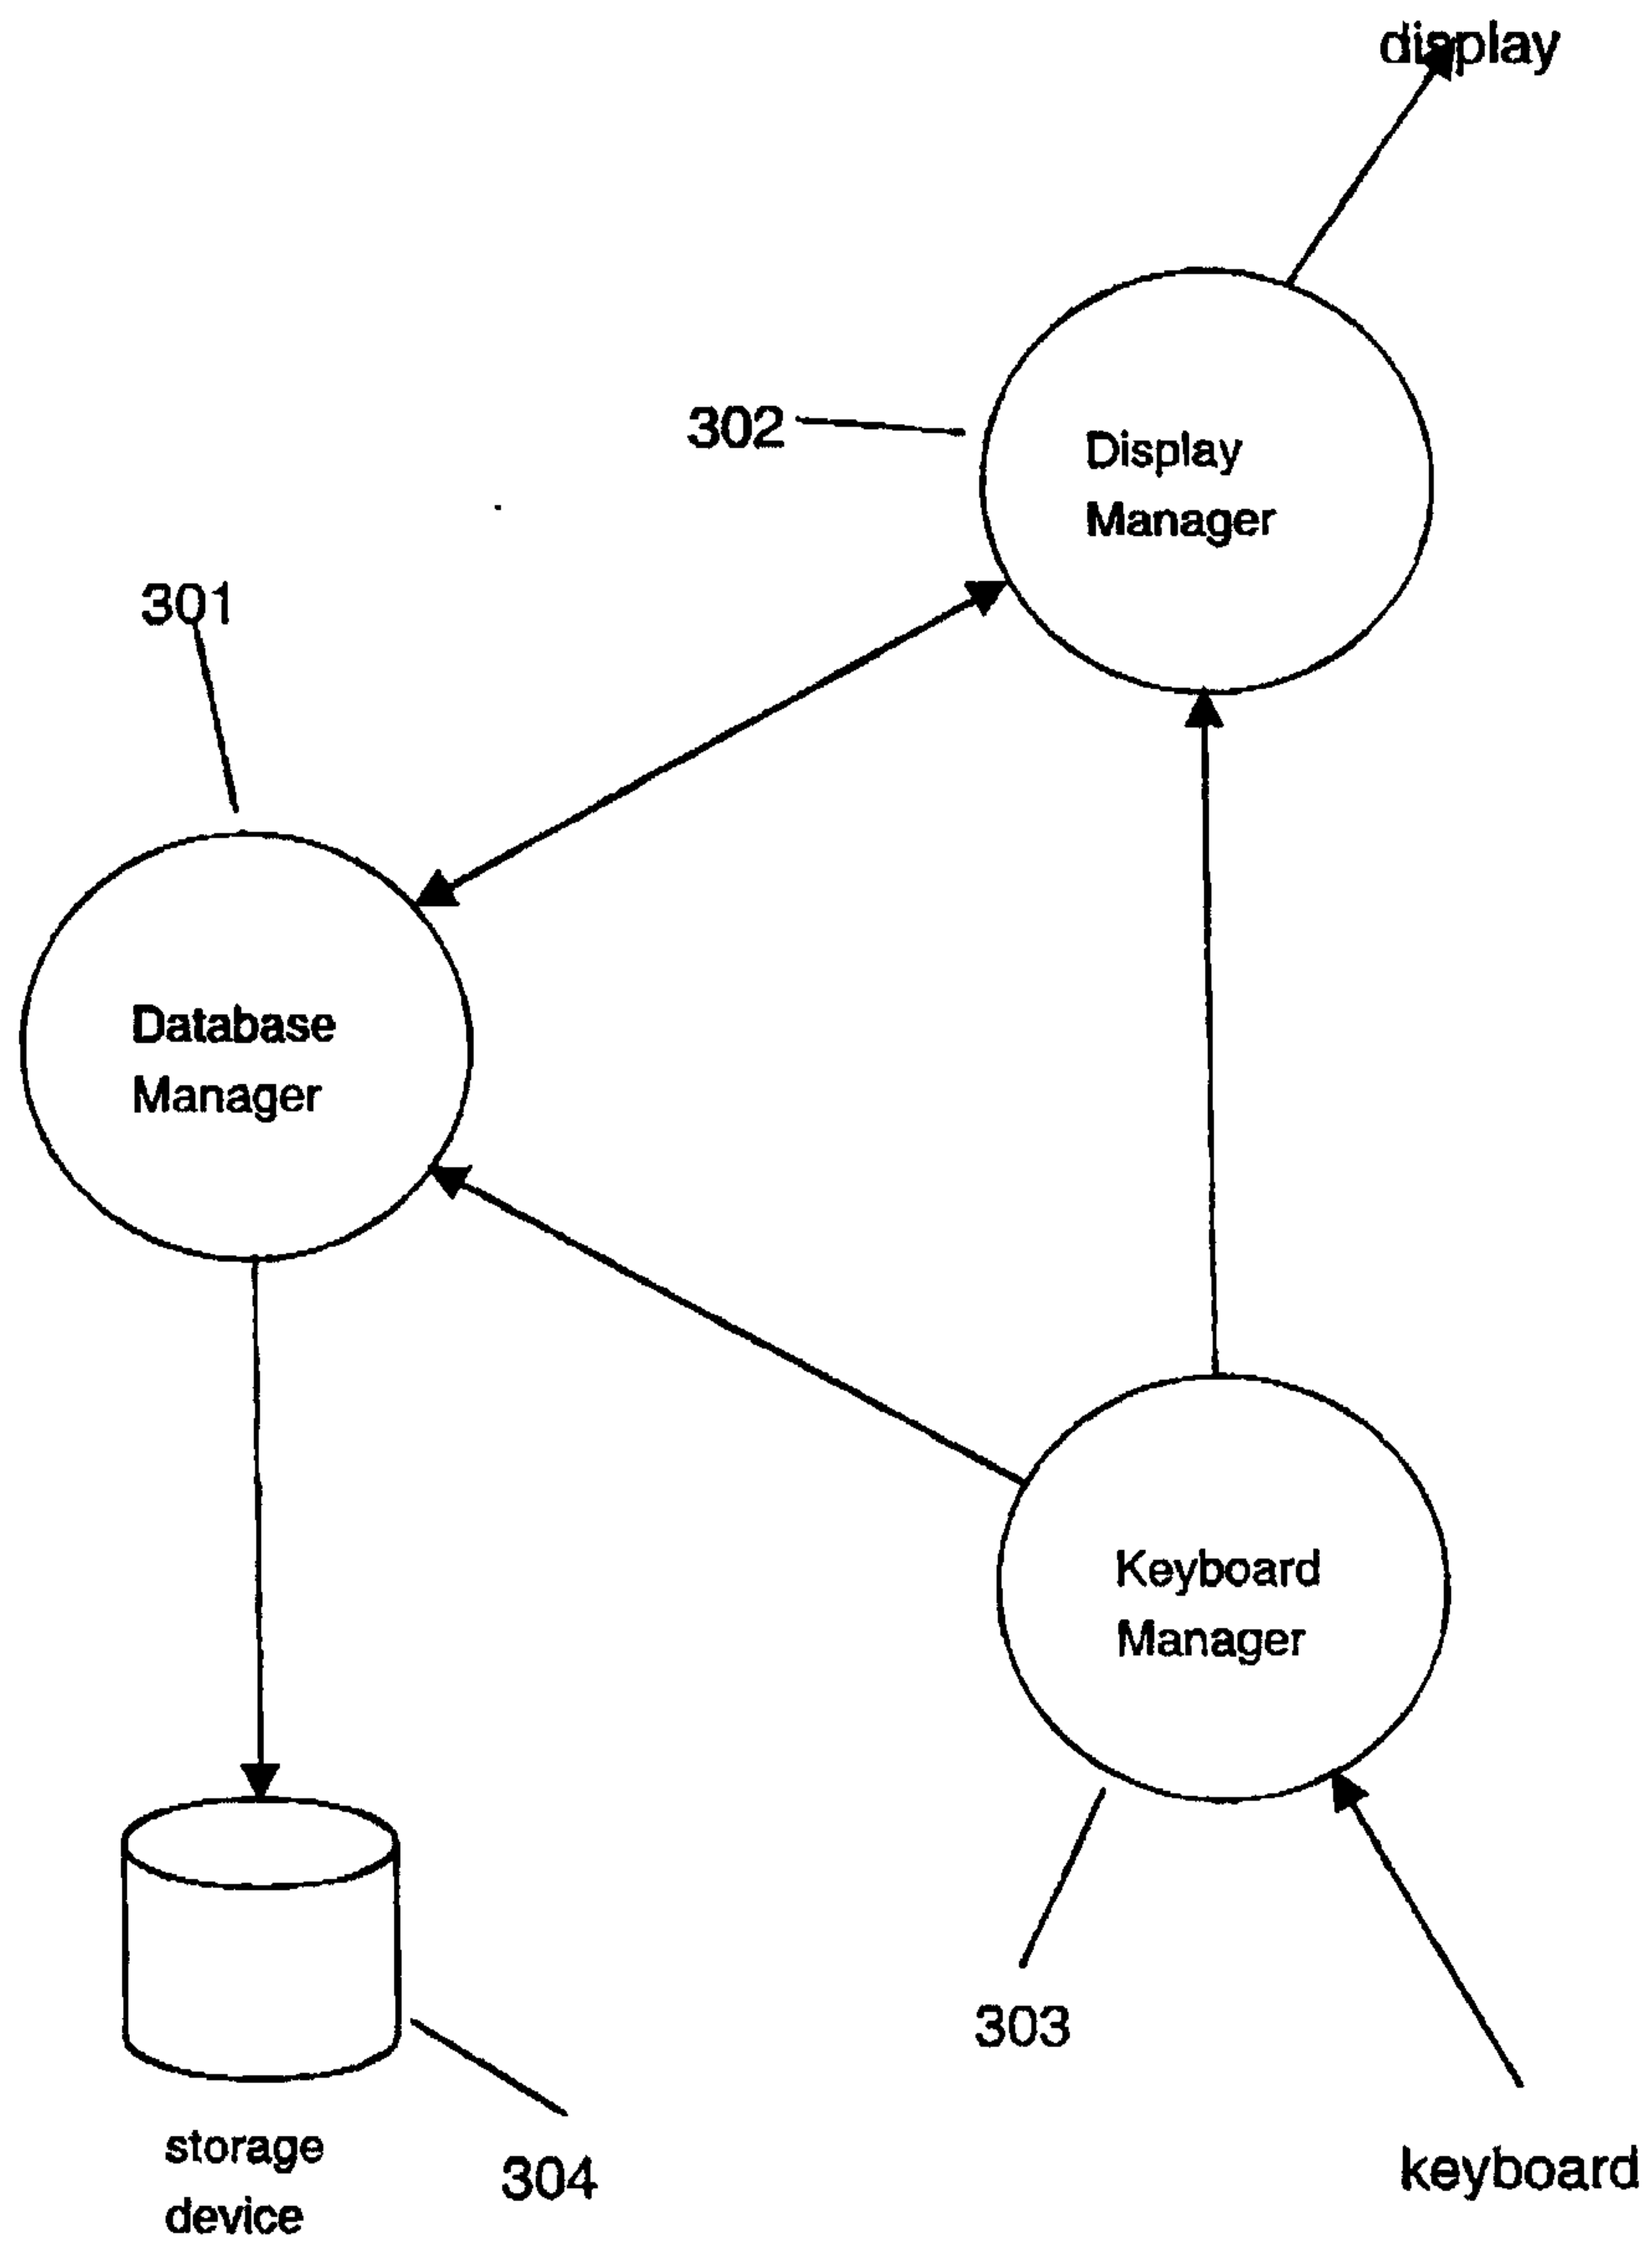 display
302
Display
Manager
301
Database
Manager
Keyboard
Manager
303
storage
device
304
keyboard